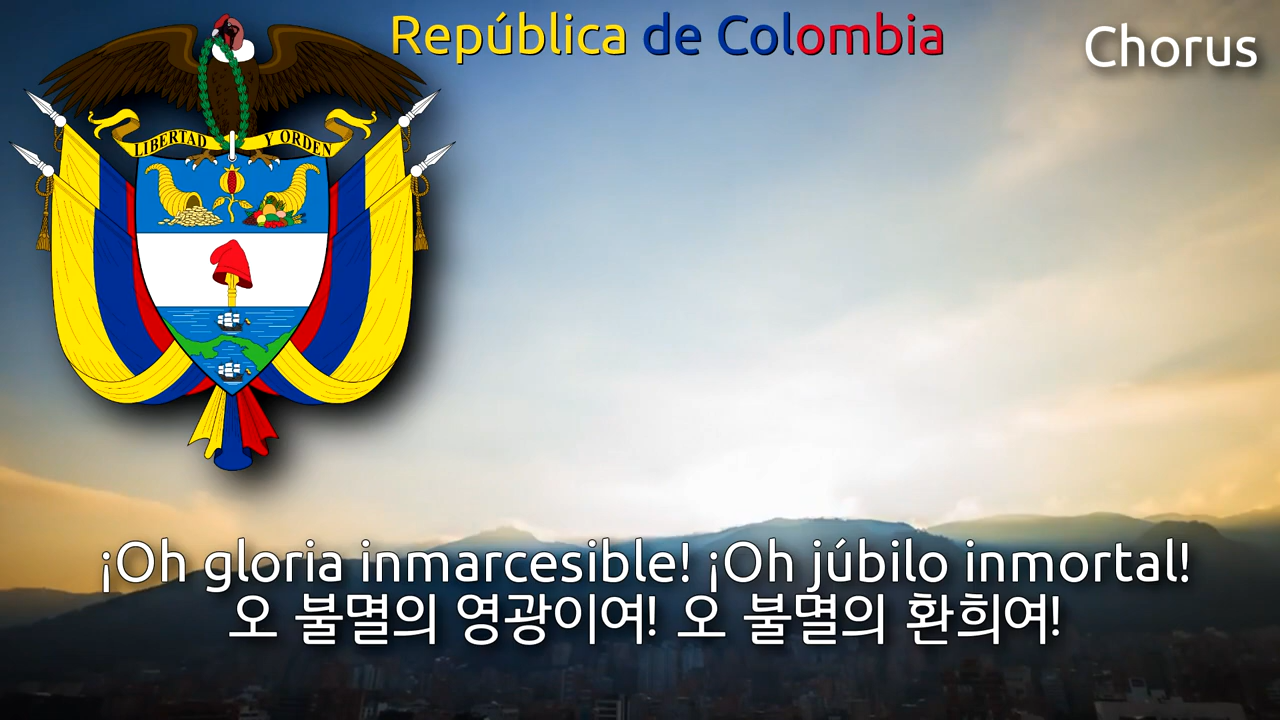 República de Colombia
Chorus
LIBERTAD Y ORDEN
¡Oh gloria inmarcesible! ¡Oh júbilo inmortal!
오 불멸의 영광이여! 오 불멸의 환희여!